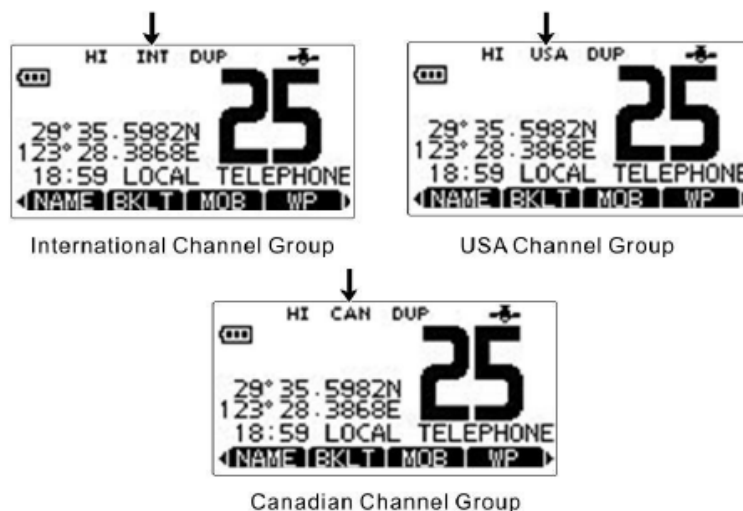 HI INT DUP
25
29° 35.5982N
123° 28.3868E
18:59 LOCAL TELEPHONE
NAME BKLT MOB WP
International Channel Group
HI USA DUP
25
29° 35.5982N
123° 28.3868E
18:59 LOCAL TELEPHONE
NAME BKLT MOB WP
USA Channel Group
HI CAN DUP
25
29° 35.5982N
123° 28.3868E
18:59 LOCAL TELEPHONE
NAME BKLT MOB WP
Canadian Channel Group